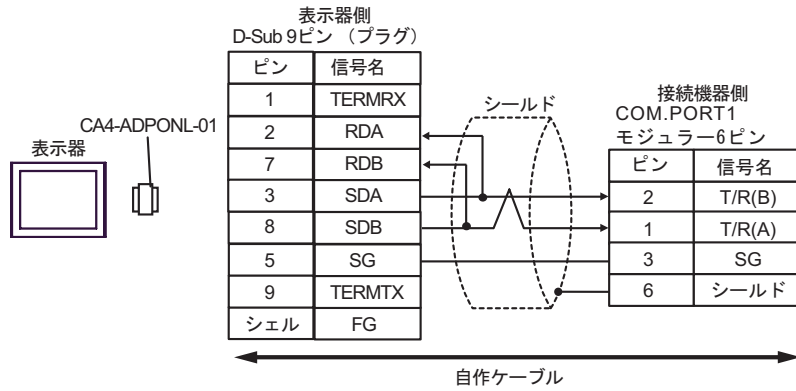 表示器側
D-Sub 9ピン （プラグ）
ピン 信号名
1 TERMRX
2 RDA
7 RDB
3 SDA
8 SDB
5 SG
9 TERMTX
シェル FG
CA4-ADPONL-01
表示器
シールド
接続機器側
COM.PORT1
モジュラー6ピン
ピン 信号名
2 T/R(B)
1 T/R(A)
3 SG
6 シールド
自作ケーブル